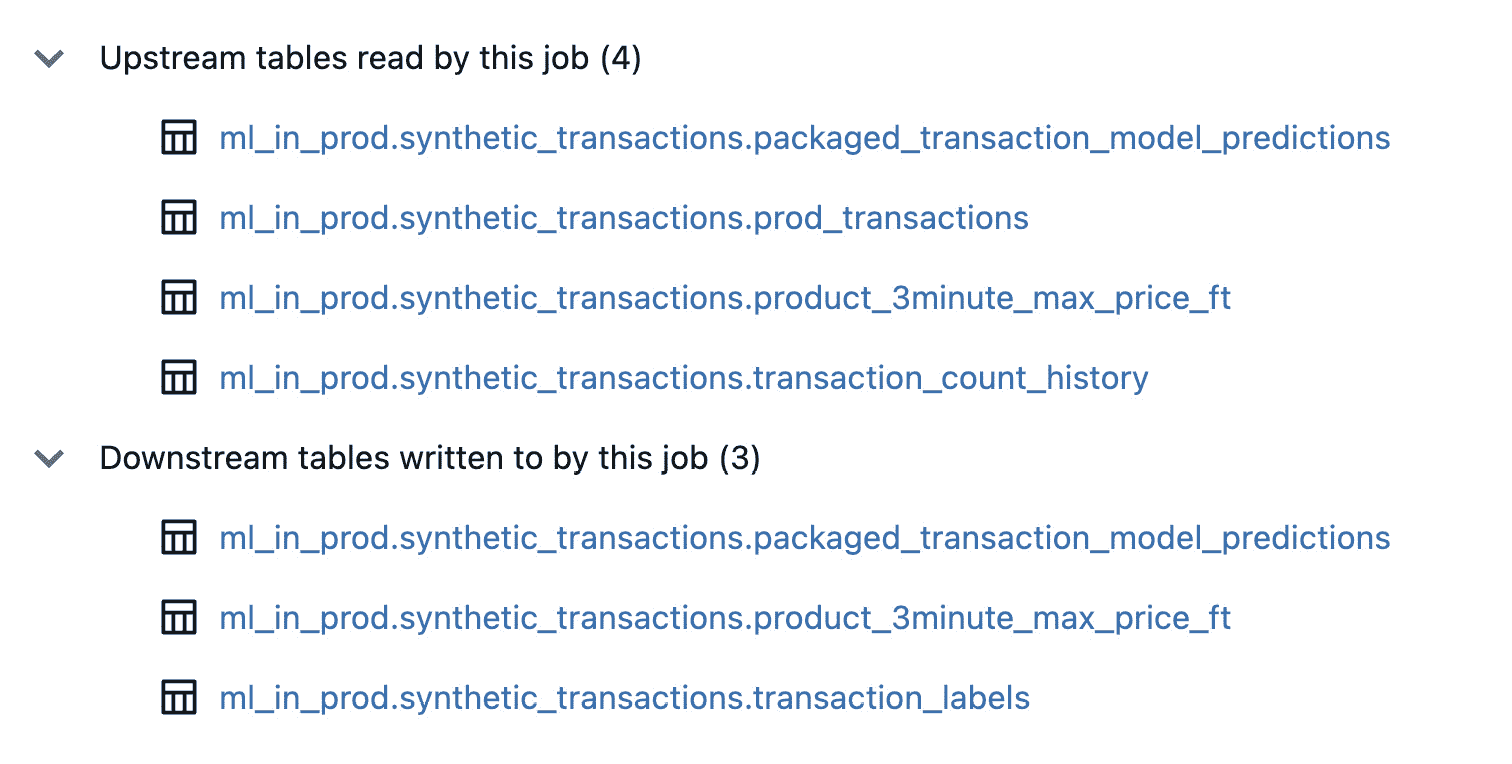 Upstream tables read by this job (4)
ml_in_prod.synthetic_transactions.packaged_transaction_model_predictions
ml_in_prod.synthetic_transactions.prod_transactions
ml_in_prod.synthetic_transactions.product_3minute_max_price_ft
ml_in_prod.synthetic_transactions.transaction_count_history
Downstream tables written to by this job (3)
ml_in_prod.synthetic_transactions.packaged_transaction_model_predictions
ml_in_prod.synthetic_transactions.product_3minute_max_price_ft
ml_in_prod.synthetic_transactions.transaction_labels